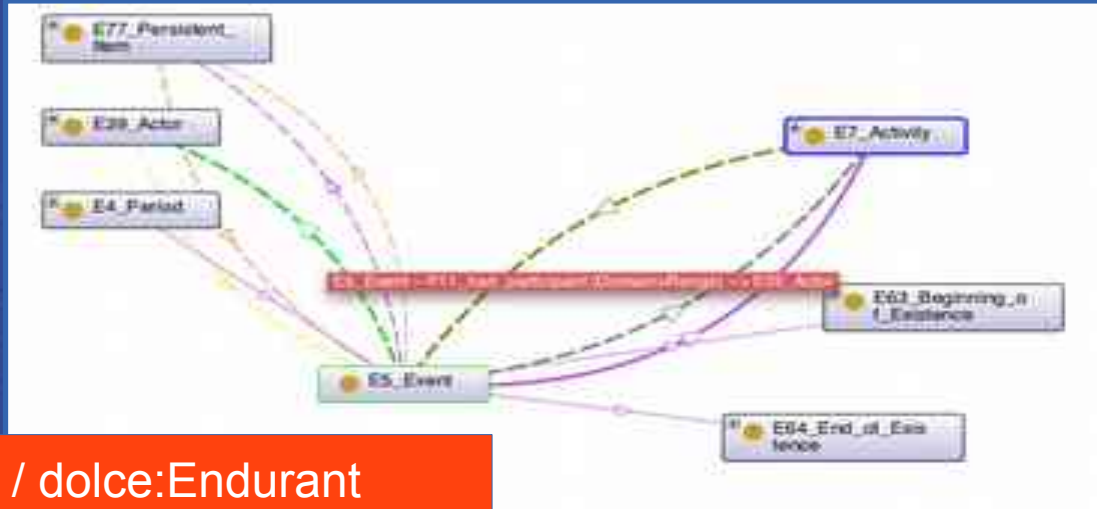 E77_Persistent_
Item
E39_Actor
E4_Period
E7_Activity
E5_Event
E63_Beginning_o
f_Existence
E64_End_of_Exis
tence
/ dolce:Endurant